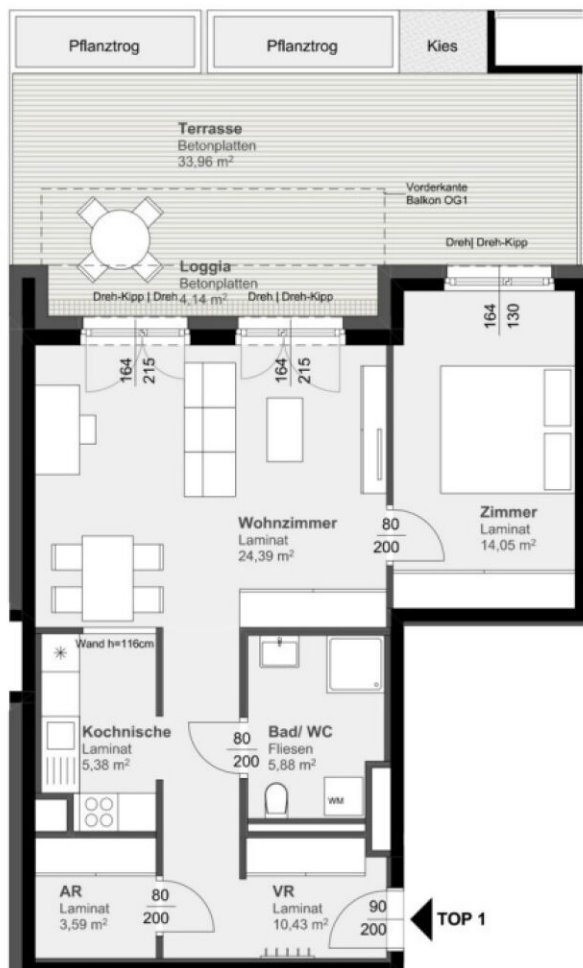 Pflanztrog
Pflanztrog
Kies
Terrasse
Betonplatten
33,96 m²
Vorderkante
Balkon OG1
Dreh| Dreh-Kipp
Loggia
Betonplatten
4,14 m²
Dreh-Kipp | Dreh
Dreh | Dreh-Kipp
164
215
164
215
164
130
Wohnzimmer
Laminat
24,39 m²
80
200
Zimmer
Laminat
14,05 m²
Wand h=116cm
Kochnische
Laminat
5,38 m²
80
200
Bad/ WC
Fliesen
5,88 m²
WM
AR
Laminat
3,59 m²
80
200
VR
Laminat
10,43 m²
90
200
TOP 1